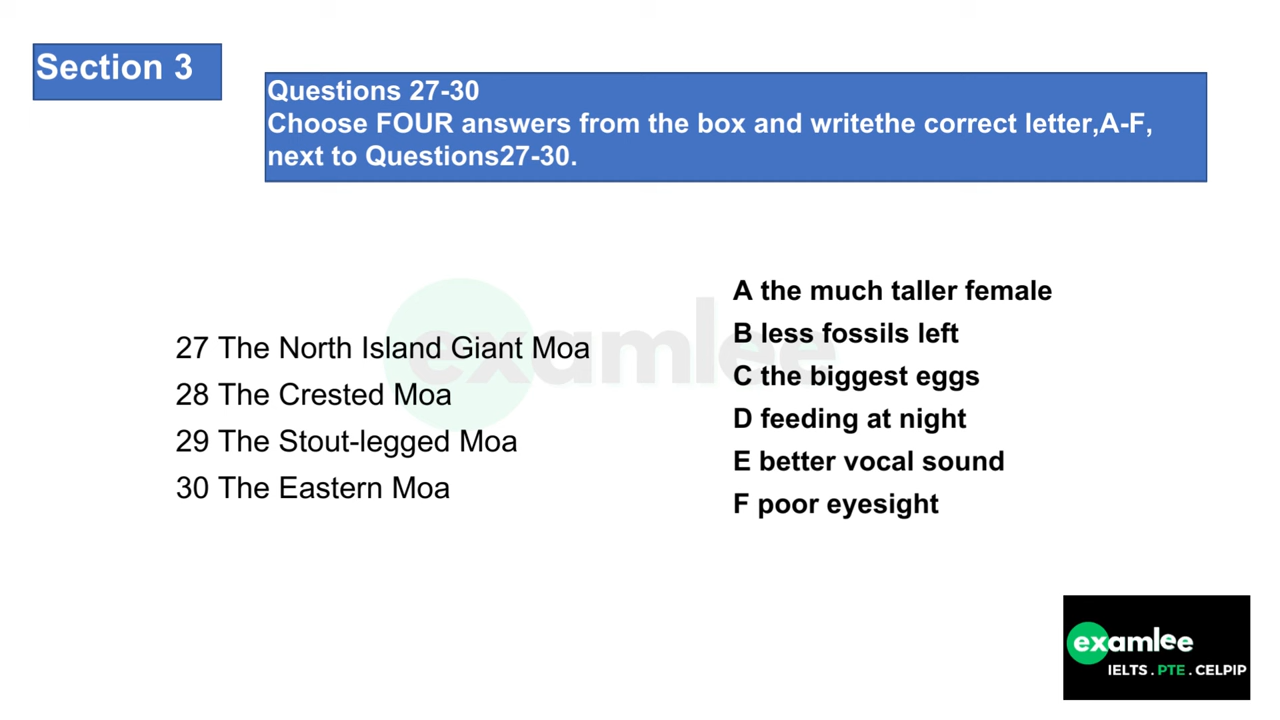 Section 3
Questions 27-30
Choose FOUR answers from the box and writethe correct letter,A-F,
next to Questions27-30.
examlee
27 The North Island Giant Moa
28 The Crested Moa
29 The Stout-legged Moa
30 The Eastern Moa
A the much taller female
B less fossils left
C the biggest eggs
D feeding at night
E better vocal sound
F poor eyesight
examlee
IELTS . PTE . CELPIP